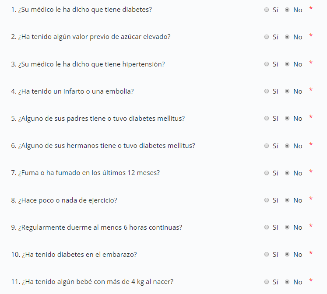 1. ¿Su médico le ha dicho que tiene diabetes? Si No *
2. ¿Ha tenido algún valor previo de azúcar elevado? Si No *
3. ¿Su médico le ha dicho que tiene hipertensión? Si No *
4. ¿Ha tenido un infarto o una embolia? Si No *
5. ¿Alguno de sus padres tiene o tuvo diabetes mellitus? Si No *
6. ¿Alguno de sus hermanos tiene o tuvo diabetes mellitus? Si No *
7. ¿Fuma o ha fumado en los últimos 12 meses? Si No *
8. ¿Hace poco o nada de ejercicio? Si No *
9. ¿Regularmente duerme al menos 6 horas continuas? Si No *
10. ¿Ha tenido diabetes en el embarazo? Si No *
11. ¿Ha tenido algún bebé con más de 4 kg al nacer? Si No *